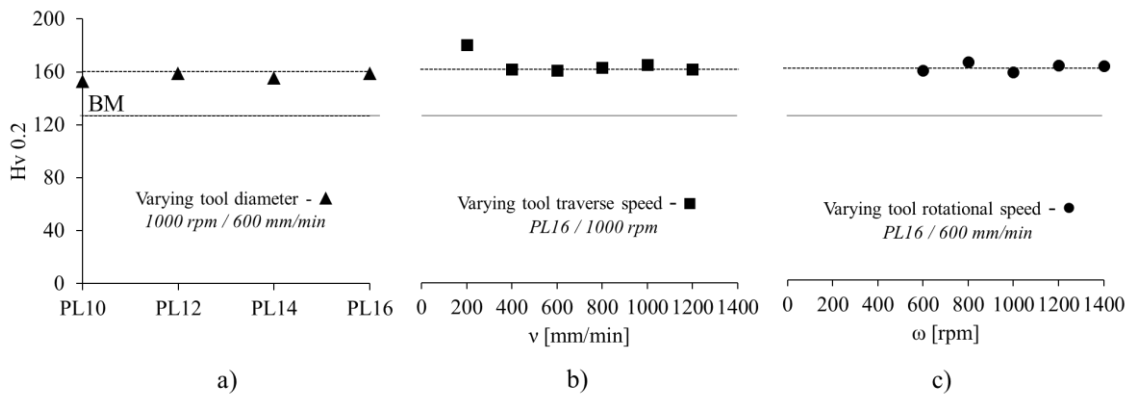 200
160
120
80
40
0
Hv 0.2
BM
Varying tool diameter - ▲
1000 rpm / 600 mm/min
PL10 PL12 PL14 PL16
a)
Varying tool traverse speed - ■
PL16 / 1000 rpm
0 200 400 600 800 1000 1200 1400
ν [mm/min]
b)
Varying tool rotational speed - ●
PL16 / 600 mm/min
0 200 400 600 800 1000 1200 1400
ω [rpm]
c)